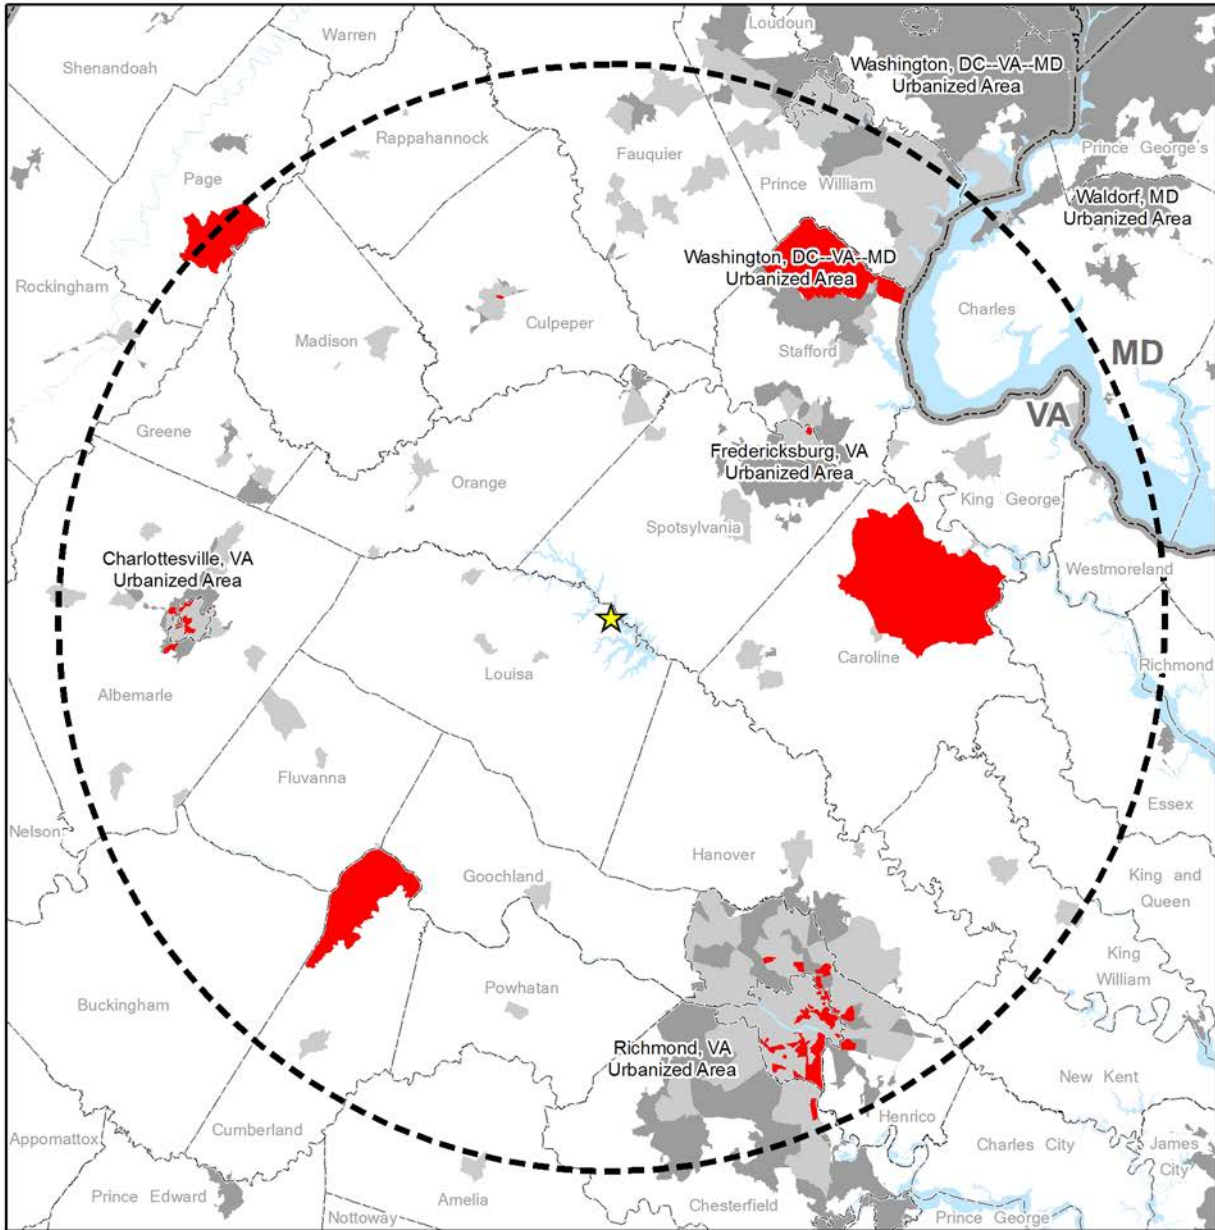 Loudoun
Warren
Shenandoah
Washington, DC--VA--MD
Urbanized Area
Rappahannock
Fauquier
Prince George's
Page
Prince William
Waldorf, MD
Urbanized Area
Washington, DC--VA--MD
Urbanized Area
Rockingham
Culpeper
Charles
Madison
Stafford
MD
VA
Greene
Fredericksburg, VA
Urbanized Area
Orange
King George
Spotsylvania
Charlottesville, VA
Urbanized Area
Westmoreland
Caroline
Richmond
Louisa
Albemarle
Fluvanna
Essex
Nelson
Hanover
Goochland
King and
Queen
King
William
Powhatan
Buckingham
Richmond, VA
Urbanized Area
New Kent
Henrico
Cumberland
Appomattox
Charles City
James
City
Prince Edward
Amelia
Chesterfield
Nottoway
Prince George